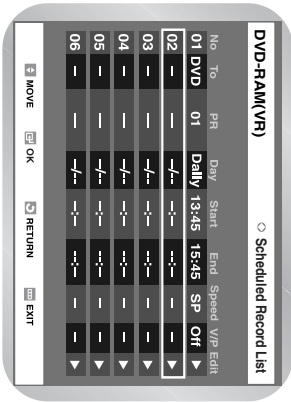 DVD-RAM(VR) ◇ Scheduled Record List
No To PR Day Start End Speed V/P Edit
01 DVD 01 Daily 13:45 15:45 SP Off ►
02 -- -- --/-- --:-- --:-- -- -- ►
03 -- -- --/-- --:-- --:-- -- -- ►
04 -- -- --/-- --:-- --:-- -- -- ►
05 -- -- --/-- --:-- --:-- -- -- ►
06 -- -- --/-- --:-- --:-- -- -- ►
MOVE OK RETURN EXIT